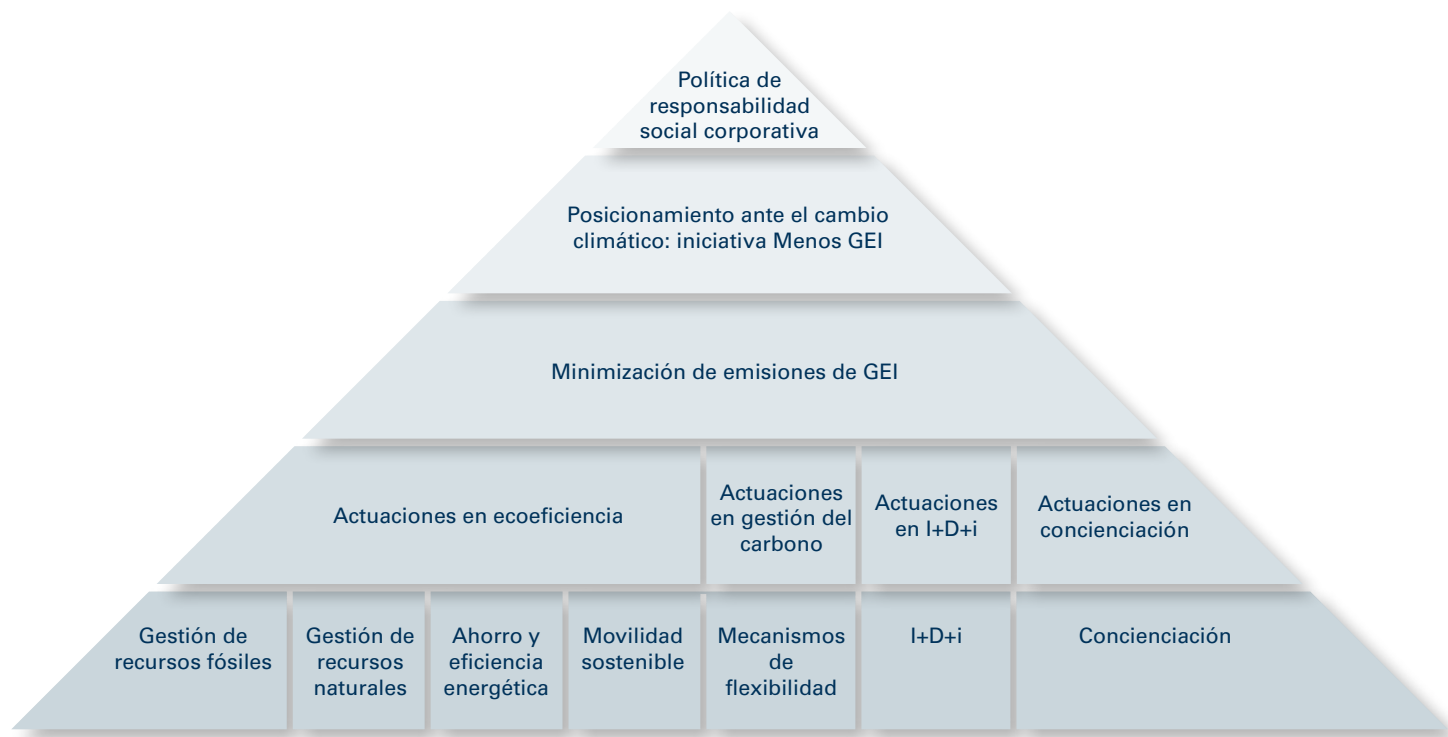 Política de
responsabilidad
social corporativa
Posicionamiento ante el cambio
climático: iniciativa Menos GEI
Minimización de emisiones de GEI
Actuaciones en ecoeficiencia
Actuaciones
en gestión del
carbono
Actuaciones
en I+D+i
Actuaciones en
concienciación
Gestión de
recursos fósiles
Gestión de
recursos
naturales
Ahorro y
eficiencia
energética
Movilidad
sostenible
Mecanismos
de
flexibilidad
I+D+i
Concienciación